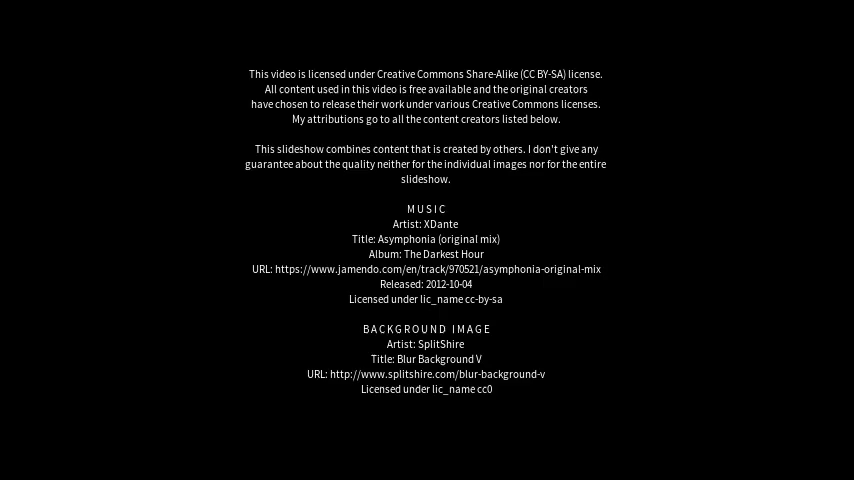 This video is licensed under Creative Commons Share-Alike (CC BY-SA) license.
All content used in this video is free available and the original creators
have chosen to release their work under various Creative Commons licenses.
My attributions go to all the content creators listed below.
This slideshow combines content that is created by others. I don't give any
guarantee about the quality neither for the individual images nor for the entire
slideshow.
MUSIC
Artist: XDante
Title: Asymphonia (original mix)
Album: The Darkest Hour
URL: https://www.jamendo.com/en/track/970521/asymphonia-original-mix
Released: 2012-10-04
Licensed under lic_name cc-by-sa
BACKGROUND IMAGE
Artist: SplitShire
Title: Blur Background V
URL: http://www.splitshire.com/blur-background-v
Licensed under lic_name cc0